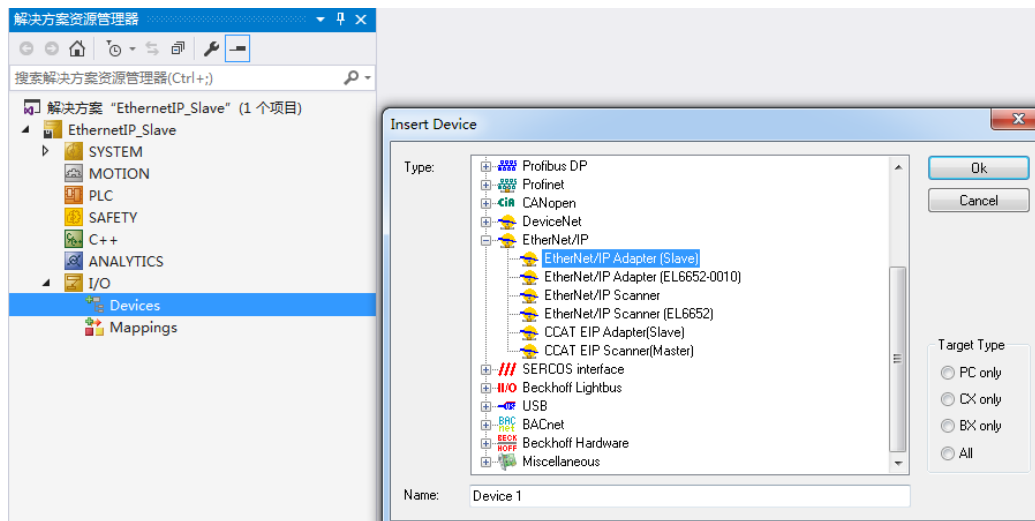 解决方案资源管理器
搜索解决方案资源管理器(Ctrl+;)
解决方案 "EthernetIP_Slave" (1 个项目)
EthernetIP_Slave
SYSTEM
MOTION
PLC
SAFETY
C++
ANALYTICS
I/O
Devices
Mappings
Insert Device
Type:
Profibus DP
Profinet
CANopen
DeviceNet
EtherNet/IP
EtherNet/IP Adapter (Slave)
EtherNet/IP Adapter (EL6652-0010)
EtherNet/IP Scanner
EtherNet/IP Scanner (EL6652)
CCAT EIP Adapter(Slave)
CCAT EIP Scanner(Master)
SERCOS interface
Beckhoff Lightbus
USB
BACnet
Beckhoff Hardware
Miscellaneous
Ok
Cancel
Target Type
PC only
CX only
BX only
All
Name:
Device 1